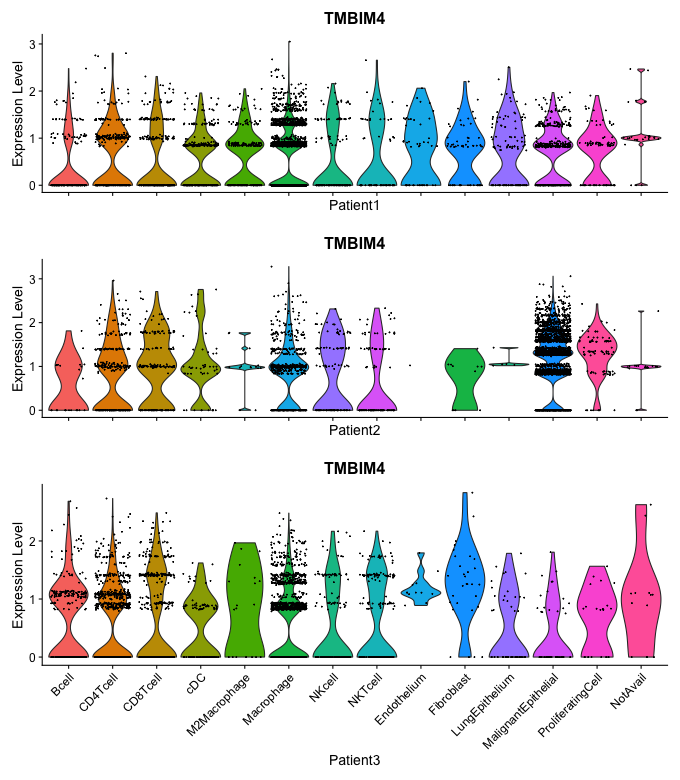 TMBIM4
Expression Level
3
2
1
0
Patient1
TMBIM4
Expression Level
3
2
1
0
Patient2
TMBIM4
Expression Level
2
1
0
Bcell
CD4Tcell
CD8Tcell
cDC
M2Macrophage
Macrophage
NKcell
NKTcell
Endothelium
Fibroblast
LungEpithelium
MalignantEpithelial
ProliferatingCell
NotAvail
Patient3